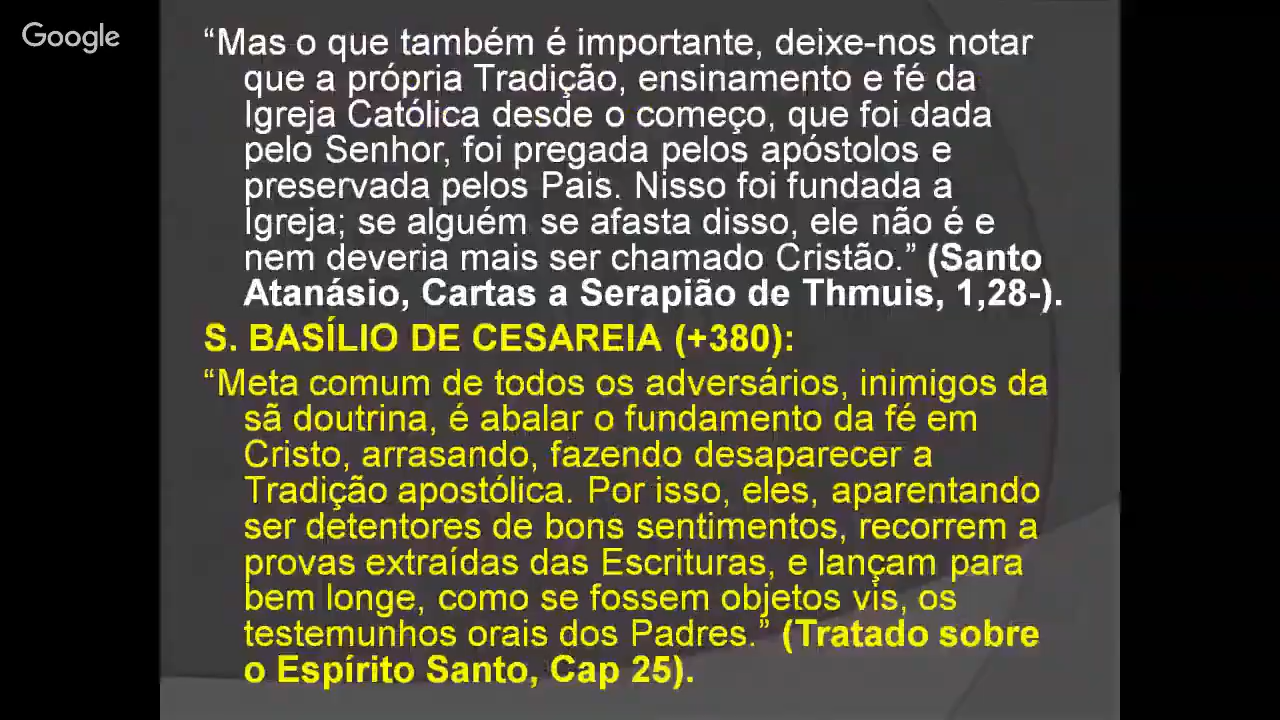 Google
“Mas o que também é importante, deixe-nos notar
que a própria Tradição, ensinamento e fé da
Igreja Católica desde o começo, que foi dada
pelo Senhor, foi pregada pelos apóstolos e
preservada pelos Pais. Nisso foi fundada a
Igreja; se alguém se afasta disso, ele não é e
nem deveria mais ser chamado Cristão.” (Santo
Atanásio, Cartas a Serapião de Thmuis, 1,28-).
S. BASÍLIO DE CESAREIA (+380):
“Meta comum de todos os adversários, inimigos da
sã doutrina, é abalar o fundamento da fé em
Cristo, arrasando, fazendo desaparecer a
Tradição apostólica. Por isso, eles, aparentando
ser detentores de bons sentimentos, recorrem a
provas extraídas das Escrituras, e lançam para
bem longe, como se fossem objetos vis, os
testemunhos orais dos Padres.” (Tratado sobre
o Espírito Santo, Cap 25).